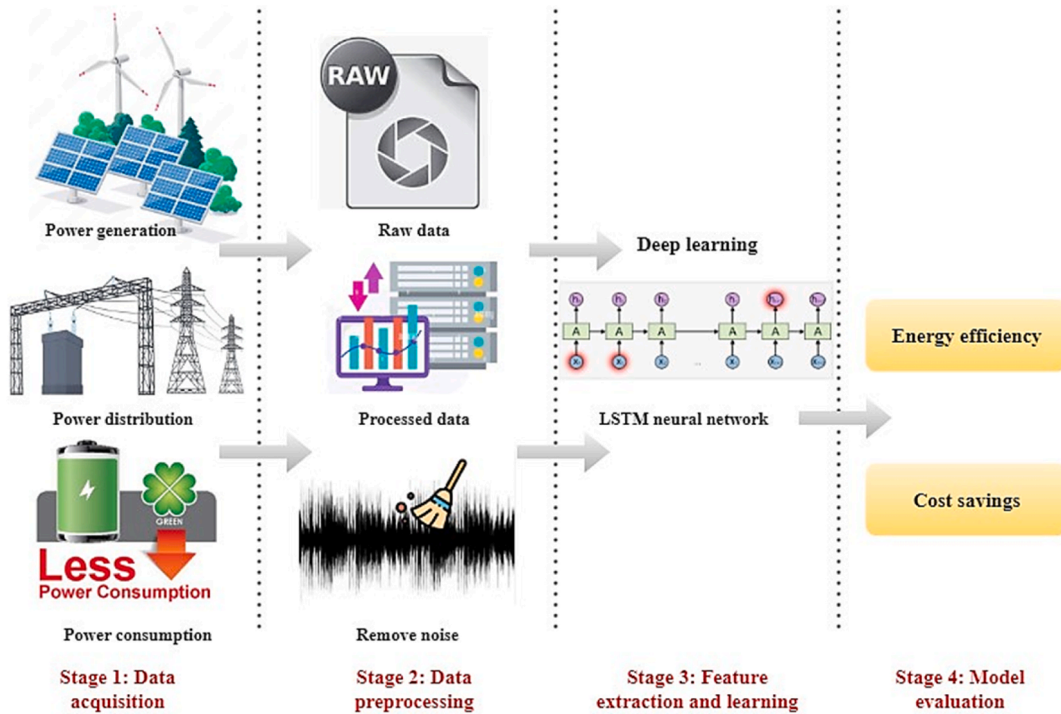 Power generation
Power distribution
GREEN
Less
Power Consumption
Power consumption
Stage 1: Data
acquisition
RAW
Raw data
Processed data
Remove noise
Stage 2: Data
preprocessing
Deep learning
A A A A A A
LSTM neural network
Stage 3: Feature
extraction and learning
Energy efficiency
Cost savings
Stage 4: Model
evaluation